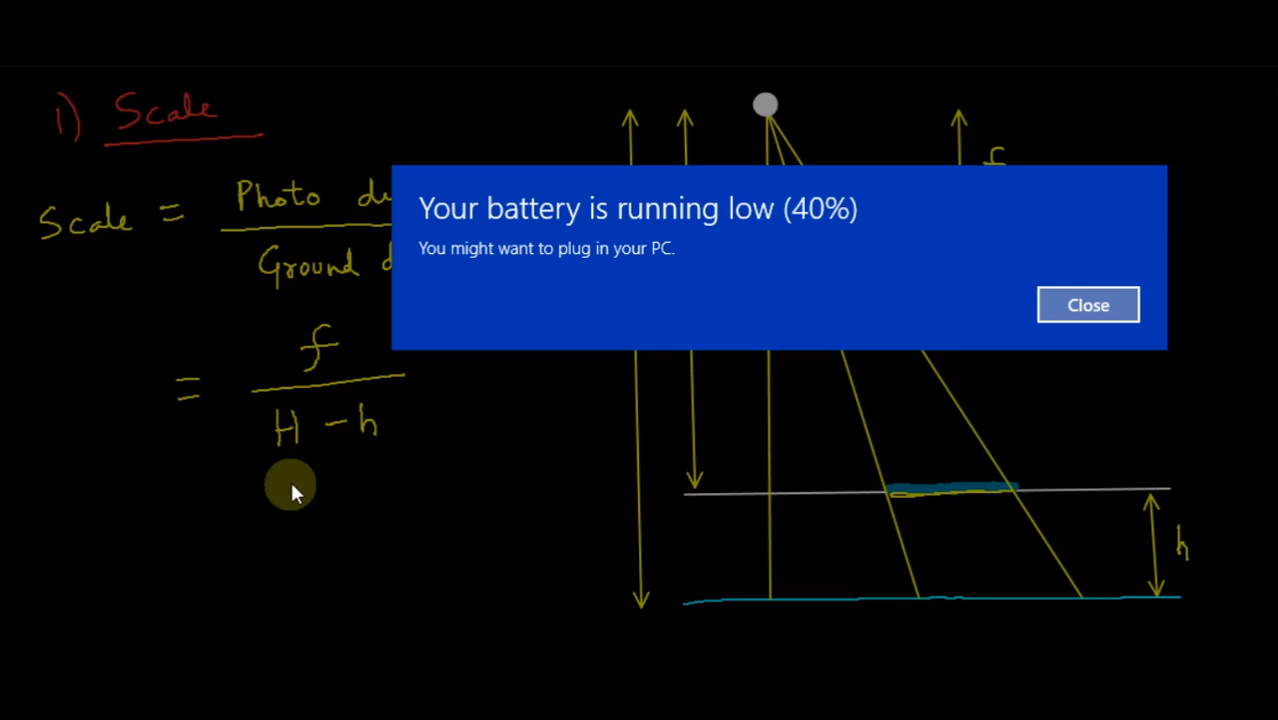 1) Scale
Scale = Photo
Ground
= f
H - h
f
h
Your battery is running low (40%)
You might want to plug in your PC.
Close